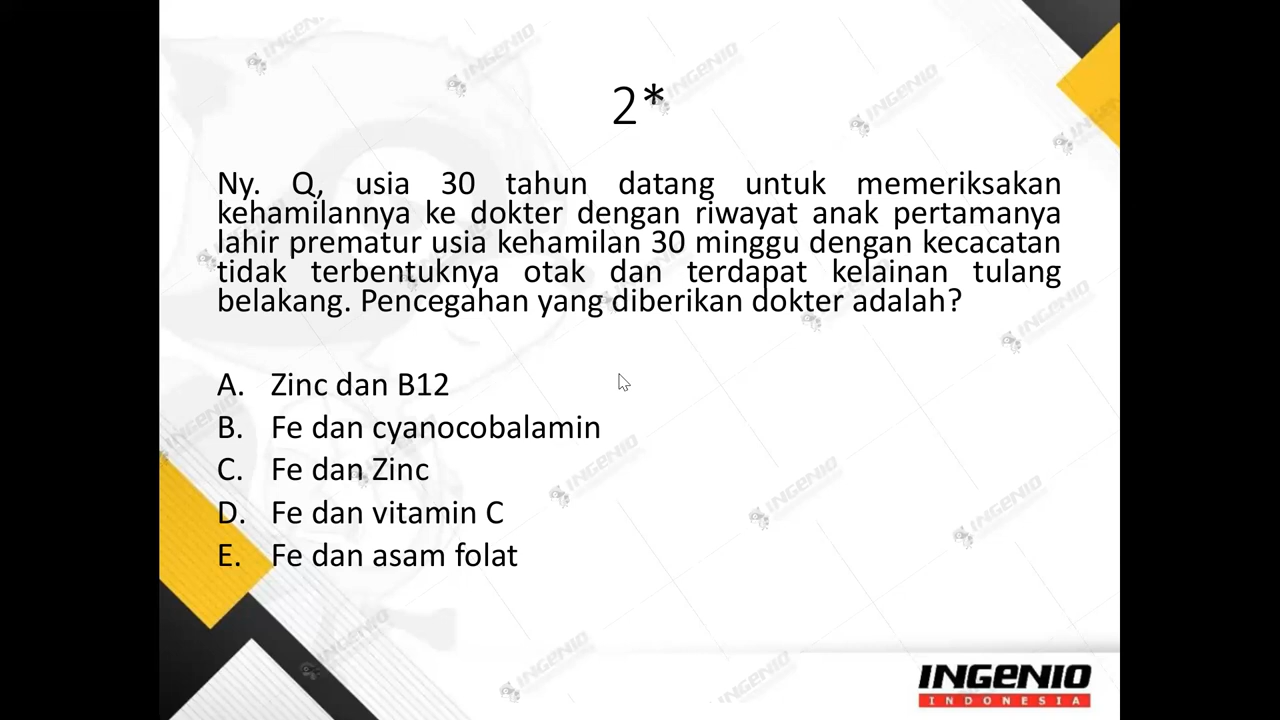 2*
Ny. Q, usia 30 tahun datang untuk memeriksakan
kehamilannya ke dokter dengan riwayat anak pertamanya
lahir prematur usia kehamilan 30 minggu dengan kecacatan
tidak terbentuknya otak dan terdapat kelainan tulang
belakang. Pencegahan yang diberikan dokter adalah?
A. Zinc dan B12
B. Fe dan cyanocobalamin
C. Fe dan Zinc
D. Fe dan vitamin C
E. Fe dan asam folat
INGENIO
INDONESIA